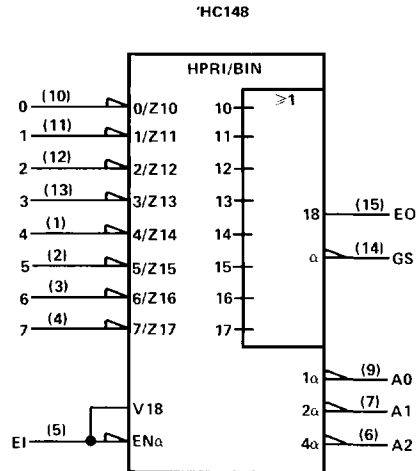 'HC148
HPRI/BIN
≥1
0 (10) 0/Z10 10
1 (11) 1/Z11 11
2 (12) 2/Z12 12
3 (13) 3/Z13 13
4 (1) 4/Z14 14
5 (2) 5/Z15 15
6 (3) 6/Z16 16
7 (4) 7/Z17 17
18 (15) EO
α (14) GS
1α (9) A0
2α (7) A1
4α (6) A2
V18
EI (5) ENα